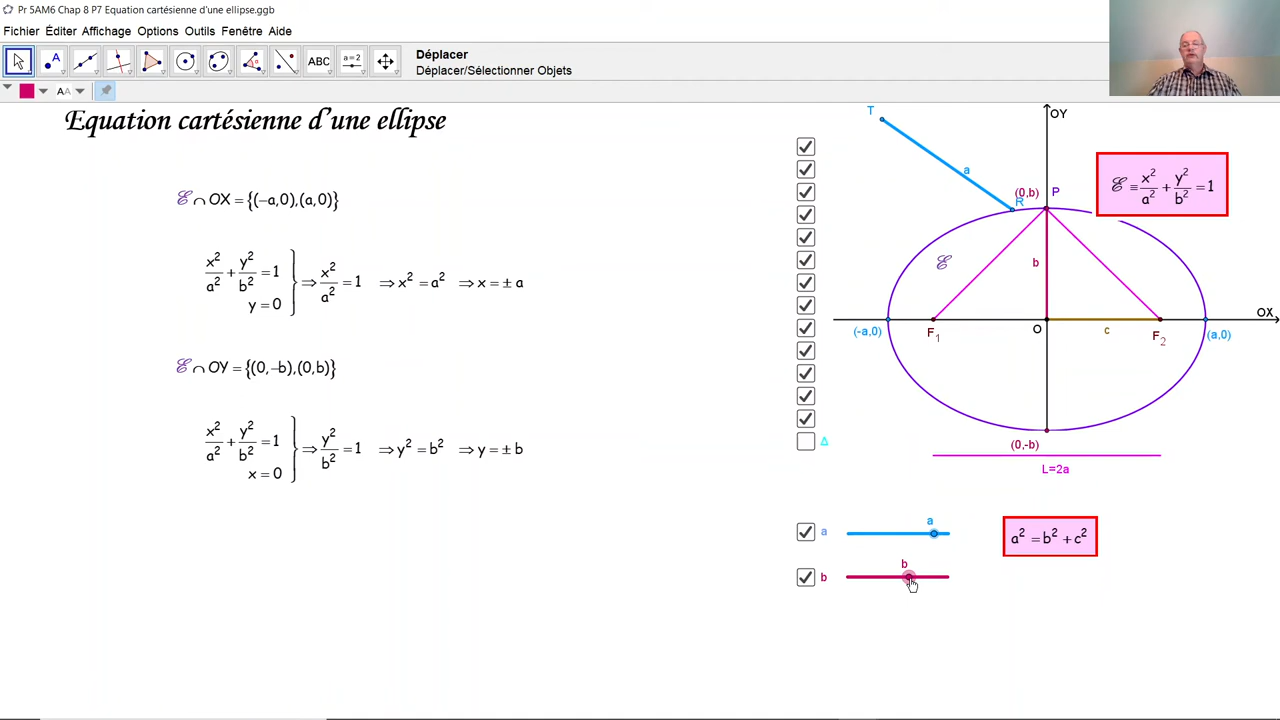 Pr 5AM6 Chap 8 P7 Equation cartésienne d'une ellipse.ggb
Fichier Éditer Affichage Options Outils Fenêtre Aide
A ABC a=2
Déplacer
Déplacer/Sélectionner Objets
AA
Equation cartésienne d'une ellipse
ℰ ∩ OX = {(-a,0),(a,0)}
x²/a² + y²/b² = 1
y = 0 } ⇒ x²/a² = 1 ⇒ x² = a² ⇒ x = ± a
ℰ ∩ OY = {(0,-b),(0,b)}
x²/a² + y²/b² = 1
x = 0 } ⇒ y²/b² = 1 ⇒ y² = b² ⇒ y = ± b
T
OY
a
(0,b) P
R
ℰ ≡ x²/a² + y²/b² = 1
ℰ
b
OX
(-a,0) F₁ O c F₂ (a,0)
Δ
(0,-b)
L=2a
a
a
a² = b² + c²
b
b